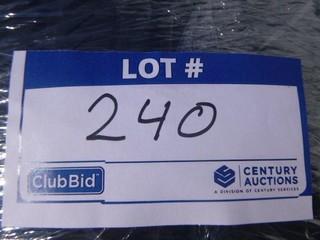 LOT #
240
ClubBid
CENTURY
AUCTIONS
A DIVISION OF CENTURY SERVICES